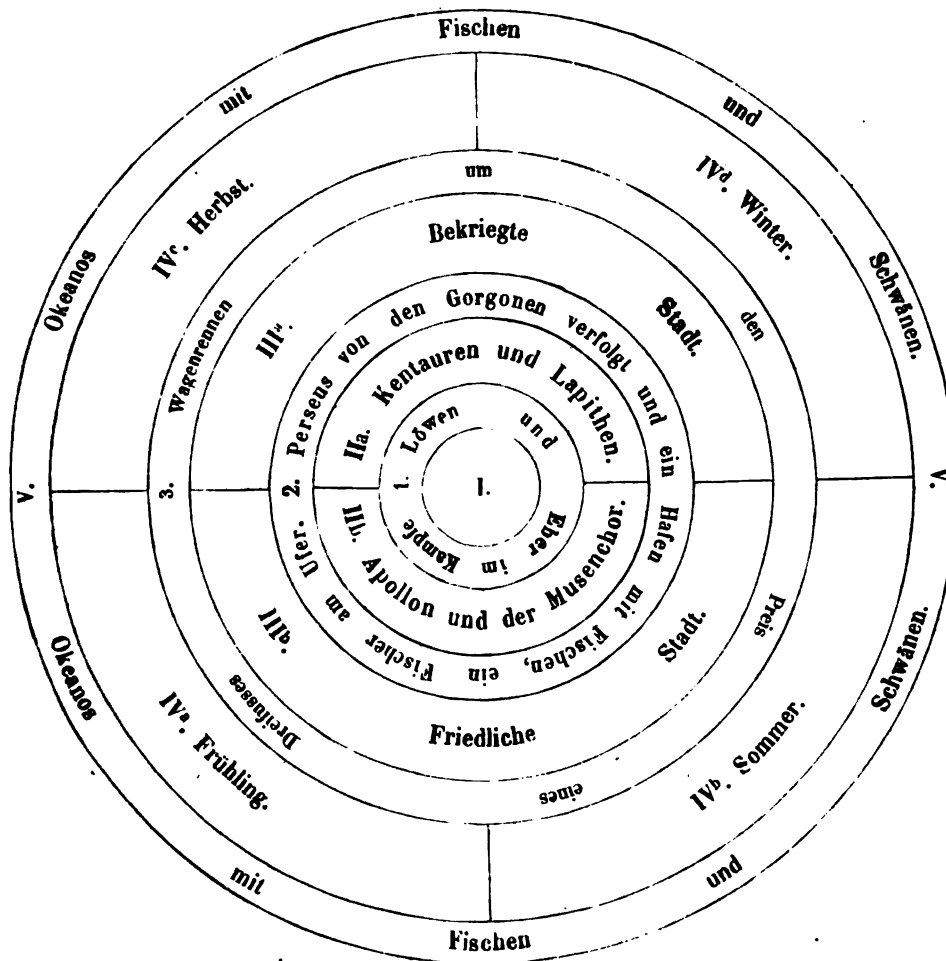 V. Okeanos mit Fischen und Schwänen. V.
Okeanos mit Fischen und Schwänen.
IVc. Herbst.
IVd. Winter.
IVa. Frühling.
IVb. Sommer.
3. Wagenrennen um den Preis eines Dreifusses
IIIa. Bekriegte Stadt.
IIIb. Friedliche Stadt.
2. Perseus von den Gorgonen verfolgt und ein Hafen mit Fischen, ein Fischer am Ufer.
IIa. Kentauren und Lapithen.
Apollon und der Musenchor.
1. Löwen und Eber im Kampfe
I.